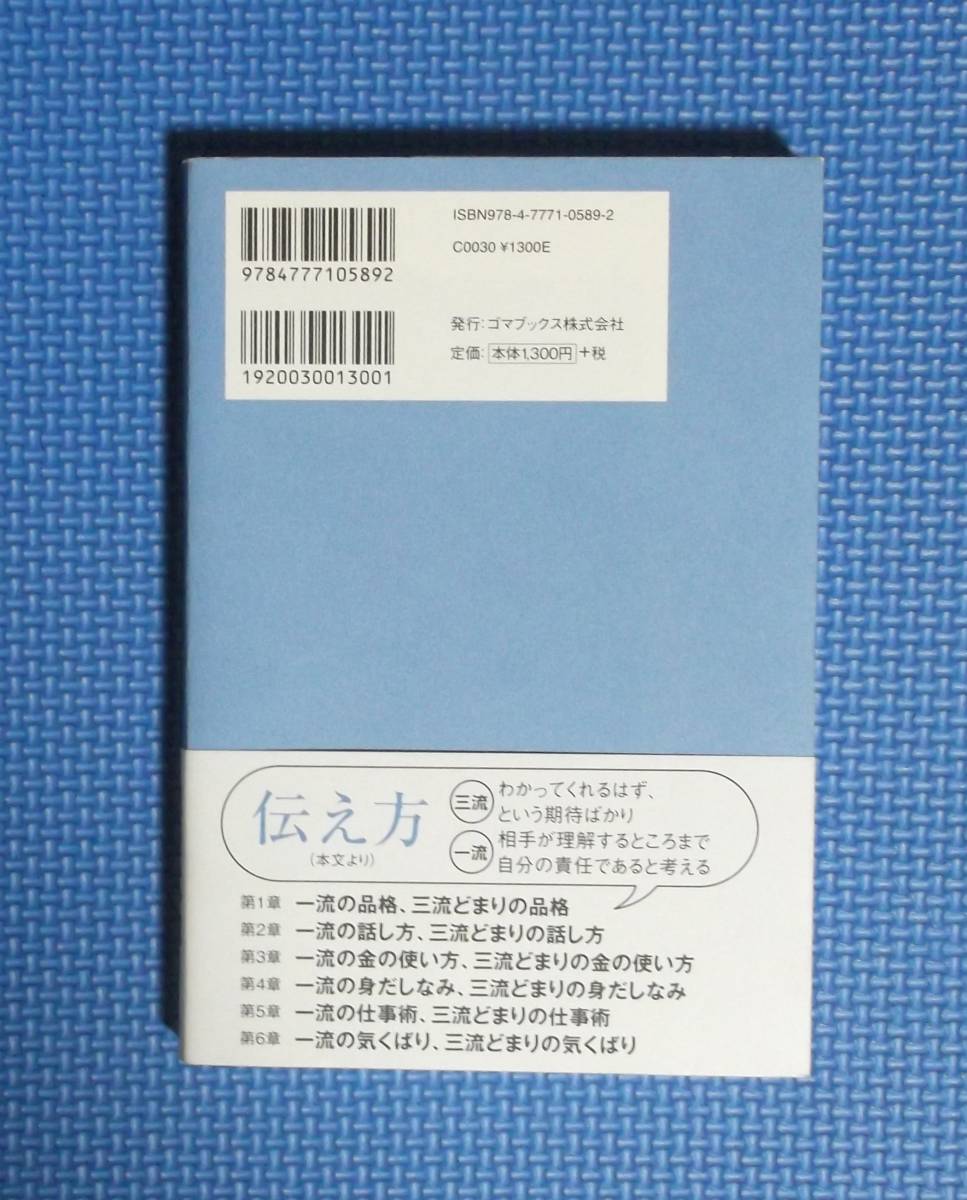 ISBN978-4-7771-0589-2
C0030 ¥1300E
9784777105892
発行：ゴマブックス株式会社
定価： 本体1,300円 +税
1920030013001
伝え方
（本文より）
三流 わかってくれるはず、
という期待ばかり
一流 相手が理解するところまで
自分の責任であると考える
第1章 一流の品格、三流どまりの品格
第2章 一流の話し方、三流どまりの話し方
第3章 一流の金の使い方、三流どまりの金の使い方
第4章 一流の身だしなみ、三流どまりの身だしなみ
第5章 一流の仕事術、三流どまりの仕事術
第6章 一流の気くばり、三流どまりの気くばり